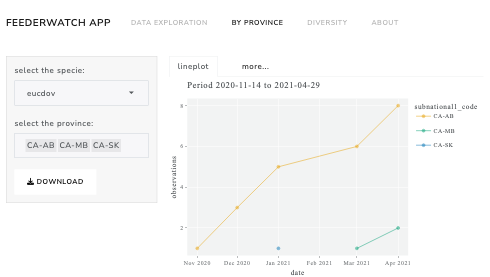 FEEDERWATCH APP
DATA EXPLORATION
BY PROVINCE
DIVERSITY
ABOUT
select the specie:
eucdov
select the province:
CA-AB CA-MB CA-SK
DOWNLOAD
lineplot
more...
Period 2020-11-14 to 2021-04-29
observations
8
6
4
2
Nov 2020
Dec 2020
Jan 2021
Feb 2021
Mar 2021
Apr 2021
date
subnational1_code
CA-AB
CA-MB
CA-SK